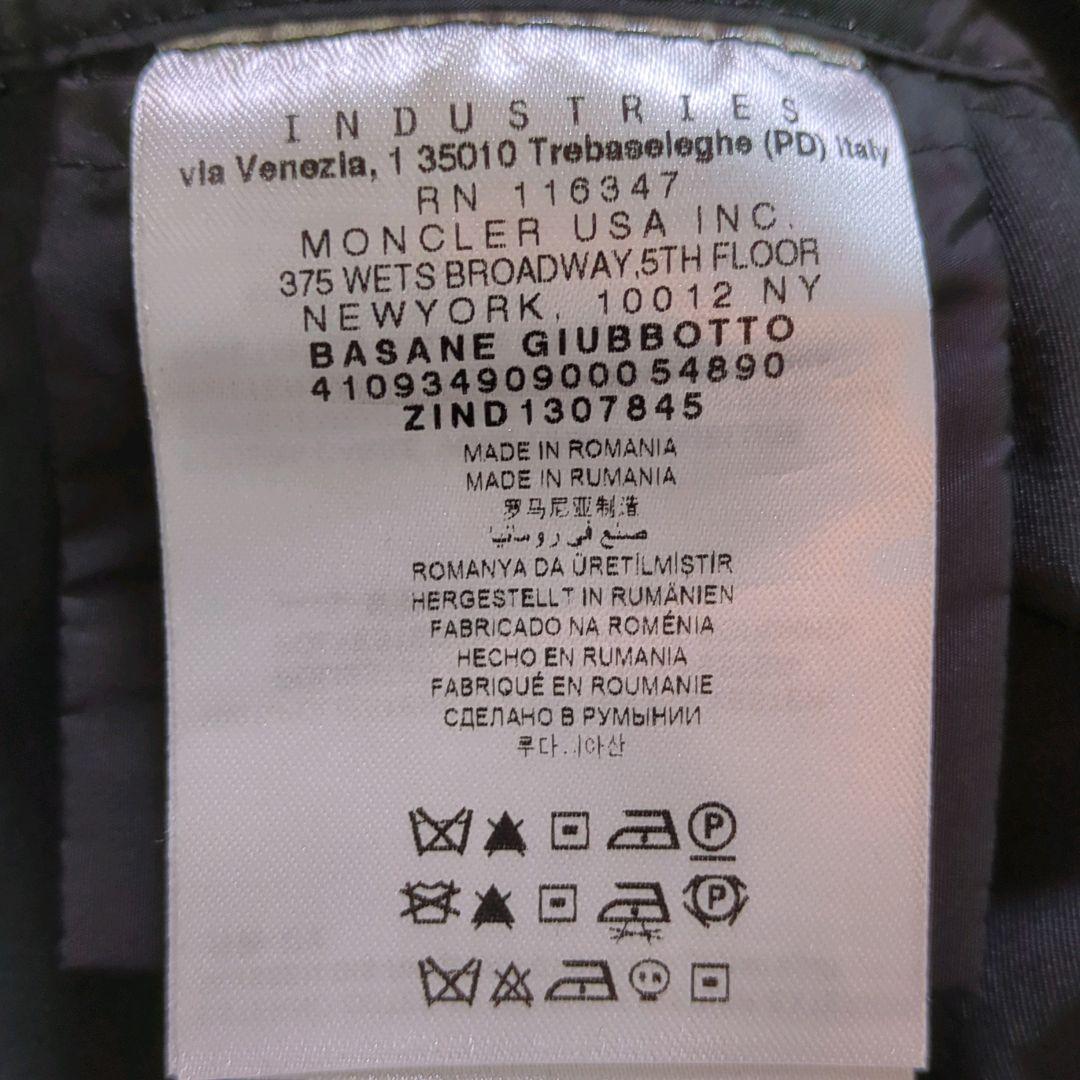 INDUSTRIES
via Venezia, 1 35010 Trebaseleghe (PD) Italy
RN 116347
MONCLER USA INC.
375 WETS BROADWAY,5TH FLOOR
NEWYORK, 10012 NY
BASANE GIUBBOTTO
410934909000 54890
ZIND1307845
MADE IN ROMANIA
MADE IN RUMANIA
罗马尼亚制造
صنع في رومانيا
ROMANYA DA ÜRETİLMİŞTİR
HERGESTELLT IN RUMÄNIEN
FABRICADO NA ROMÉNIA
HECHO EN RUMANIA
FABRIQUÉ EN ROUMANIE
СДЕЛАНО В РУМЫНИИ
P
P